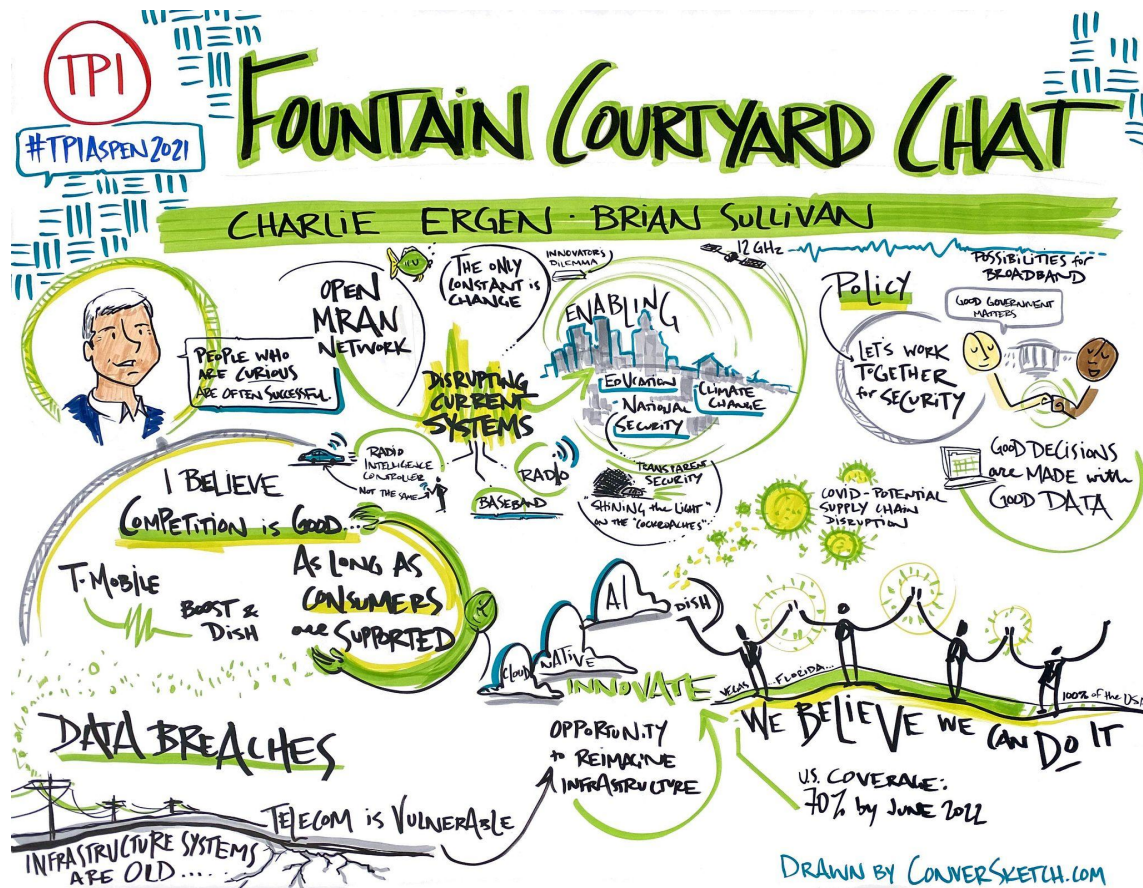 TPI
#TPIASPEN2021
FOUNTAIN COURTYARD CHAT
CHARLIE ERGEN · BRIAN SULLIVAN
PEOPLE WHO
ARE CURIOUS
ARE OFTEN SUCCESSFUL.
OPEN
MRAN
NETWORK
THE ONLY
CONSTANT is
CHANGE
INNOVATOR'S
DILEMMA
DISRUPTING
CURRENT
SYSTEMS
RADIO
INTELLIGENCE
CONTROLLER
NOT THE SAME
BASEBAND
RADIO
ENABLING
EDUCATION
NATIONAL
SECURITY
CLIMATE
CHANGE
TRANSPARENT
SECURITY
"SHINING the LIGHT"
ON THE "COCKROACHES"
12 GHz
POSSIBILITIES for
BROADBAND
POLICY
GOOD GOVERNMENT
MATTERS
LET'S WORK
TOGETHER
for SECURITY
GOOD DECISIONS
are MADE with
GOOD DATA
COVID-POTENTIAL
SUPPLY CHAIN
DISRUPTION
I BELIEVE
COMPETITION is GOOD...
AS LONG AS
CONSUMERS
are SUPPORTED
T-MOBILE
BOOST &
DISH
DATA BREACHES
INFRASTRUCTURE SYSTEMS
ARE OLD.....
TELECOM is VULNERABLE
CLOUD
NATIVE
AI
INNOVATE
OPPORTUNITY
to REIMAGINE
INFRASTRUCTURE
DISH
VEGAS
...FLORIDA...
100% of the USA
WE BELIEVE WE CAN DO IT
U.S. COVERAGE:
70% by JUNE 2022
DRAWN BY CONVERSKETCH.COM